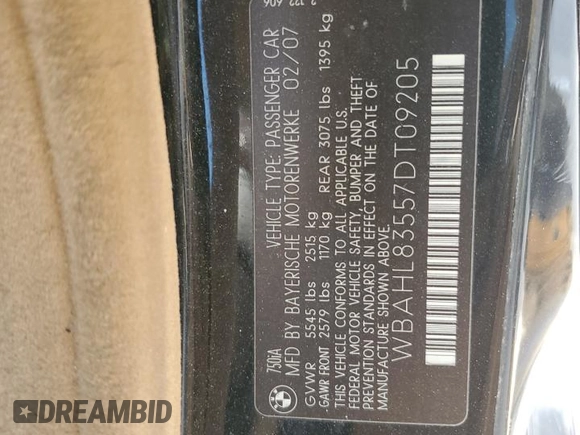 750iA VEHICLE TYPE: PASSENGER CAR
MFD BY BAYERISCHE MOTORENWERKE 02/07
GVWR 5545 lbs 2515 kg
GAWR FRONT 2579 lbs 1170 kg REAR 3075 lbs 1395 kg
THIS VEHICLE CONFORMS TO ALL APPLICABLE U.S.
FEDERAL MOTOR VEHICLE SAFETY, BUMPER AND THEFT
PREVENTION STANDARDS IN EFFECT ON THE DATE OF
MANUFACTURE SHOWN ABOVE.
WBAHL83557DT09205
DREAMBID